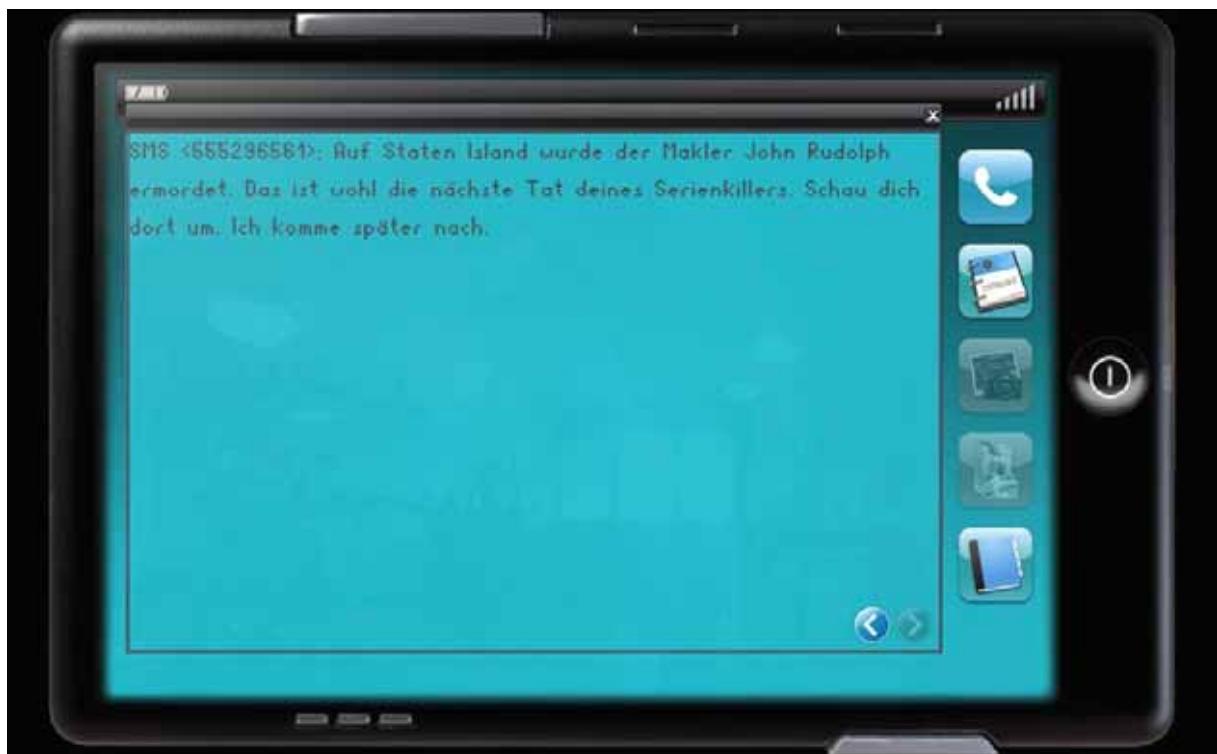 SMS <555296561>: Auf Staten Island wurde der Makler John Rudolph
ermordet. Das ist wohl die nächste Tat deines Serienkillers. Schau dich
dort um. Ich komme später nach.